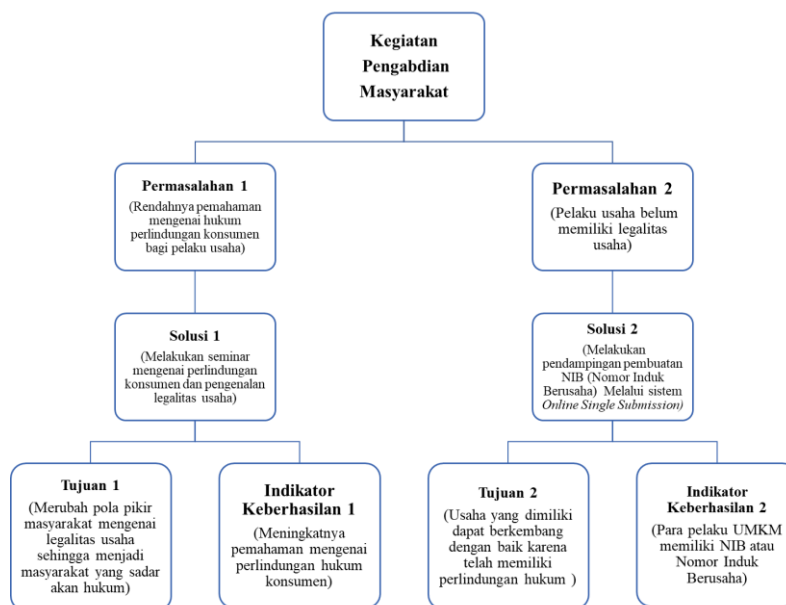 Kegiatan
Pengabdian
Masyarakat
Permasalahan 1
(Rendahnya pemahaman
mengenai hukum
perlindungan konsumen
bagi pelaku usaha)
Permasalahan 2
(Pelaku usaha belum
memiliki legalitas
usaha)
Solusi 1
(Melakukan seminar
mengenai perlindungan
konsumen dan pengenalan
legalitas usaha)
Solusi 2
(Melakukan
pendampingan pembuatan
NIB (Nomor Induk
Berusaha) Melalui sistem
Online Single Submission)
Tujuan 1
(Merubah pola pikir
masyarakat mengenai
legalitas usaha
sehingga menjadi
masyarakat yang sadar
akan hukum)
Indikator
Keberhasilan 1
(Meningkatnya
pemahaman mengenai
perlindungan hukum
konsumen)
Tujuan 2
(Usaha yang dimiliki
dapat berkembang
dengan baik karena
telah memiliki
perlindungan hukum )
Indikator
Keberhasilan 2
(Para pelaku UMKM
memiliki NIB atau
Nomor Induk
Berusaha)